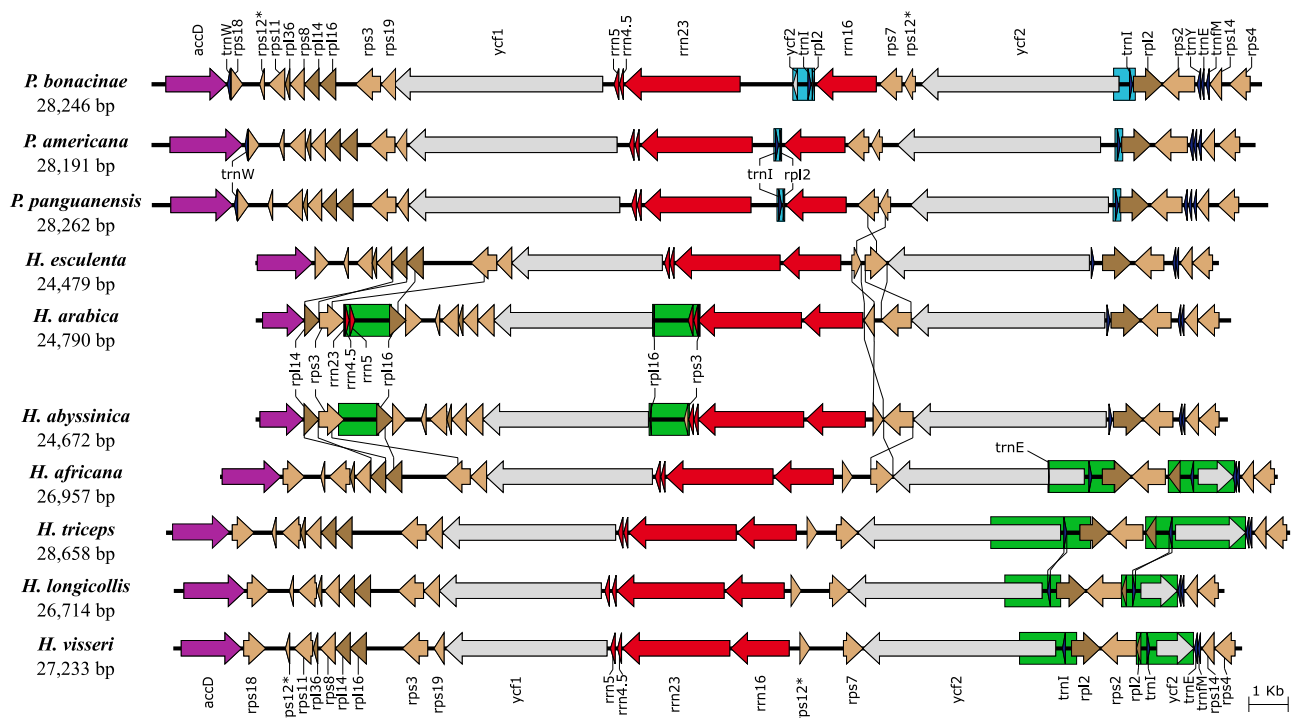 accD
trnW
rps18
rps12*
rps11
rpl36
rps8
rpl14
rpl16
rps3
rps19
ycf1
rrn5
rrn4.5
rrn23
ycf2
trnI
rpl2
rrn16
rps7
rps12*
ycf2
trnI
rpl2
rps2
trnY
trnE
trnfM
rps14
rps4
P. bonacinae
28,246 bp
P. americana
28,191 bp
trnW
trnI
rpl2
P. panguanensis
28,262 bp
H. esculenta
24,479 bp
H. arabica
24,790 bp
rpl14
rps3
rrn23
rrn4.5
rrn5
rpl16
rpl16
rps3
H. abyssinica
24,672 bp
trnE
H. africana
26,957 bp
H. triceps
28,658 bp
H. longicollis
26,714 bp
H. visseri
27,233 bp
accD
rps18
ps12*
rps11
rpl36
rps8
rpl14
rpl16
rps3
rps19
ycf1
rrn5
rrn4.5
rrn23
rrn16
ps12*
rps7
ycf2
trnI
rpl2
rps2
rpl2
trnI
ycf2
trnE
trnfM
rps14
rps4
1 Kb